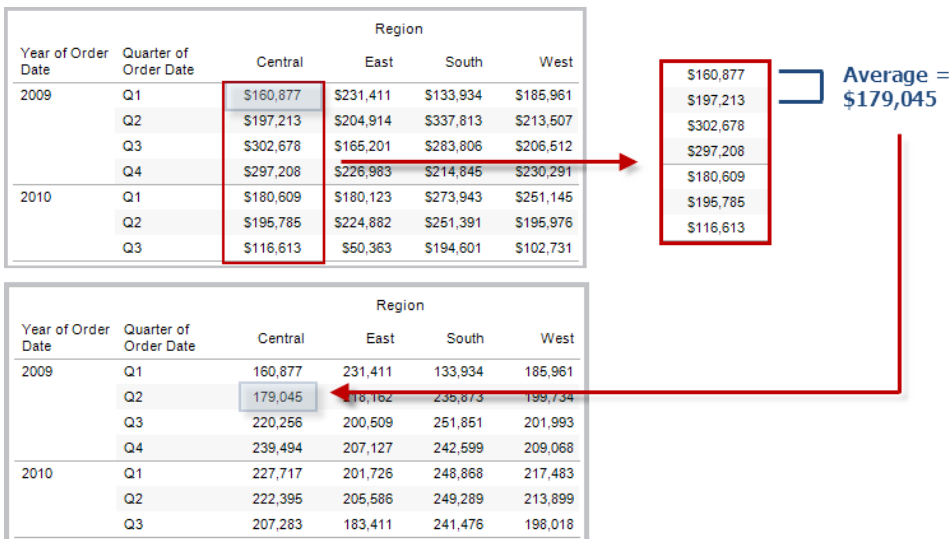 Region
Year of Order Date Quarter of Order Date Central East South West
2009 Q1 $160,877 $231,411 $133,934 $185,961
Q2 $197,213 $204,914 $337,813 $213,507
Q3 $302,678 $165,201 $283,806 $206,512
Q4 $297,208 $226,983 $214,845 $230,291
2010 Q1 $180,609 $180,123 $273,943 $251,145
Q2 $195,785 $224,882 $251,391 $195,976
Q3 $116,613 $50,363 $194,601 $102,731
$160,877
$197,213
$302,678
$297,208
$180,609
$195,785
$116,613
Average =
$179,045
Region
Year of Order Date Quarter of Order Date Central East South West
2009 Q1 160,877 231,411 133,934 185,961
Q2 179,045 218,162 235,873 199,734
Q3 220,256 200,509 251,851 201,993
Q4 239,494 207,127 242,599 209,068
2010 Q1 227,717 201,726 248,868 217,483
Q2 222,395 205,586 249,289 213,899
Q3 207,283 183,411 241,476 198,018